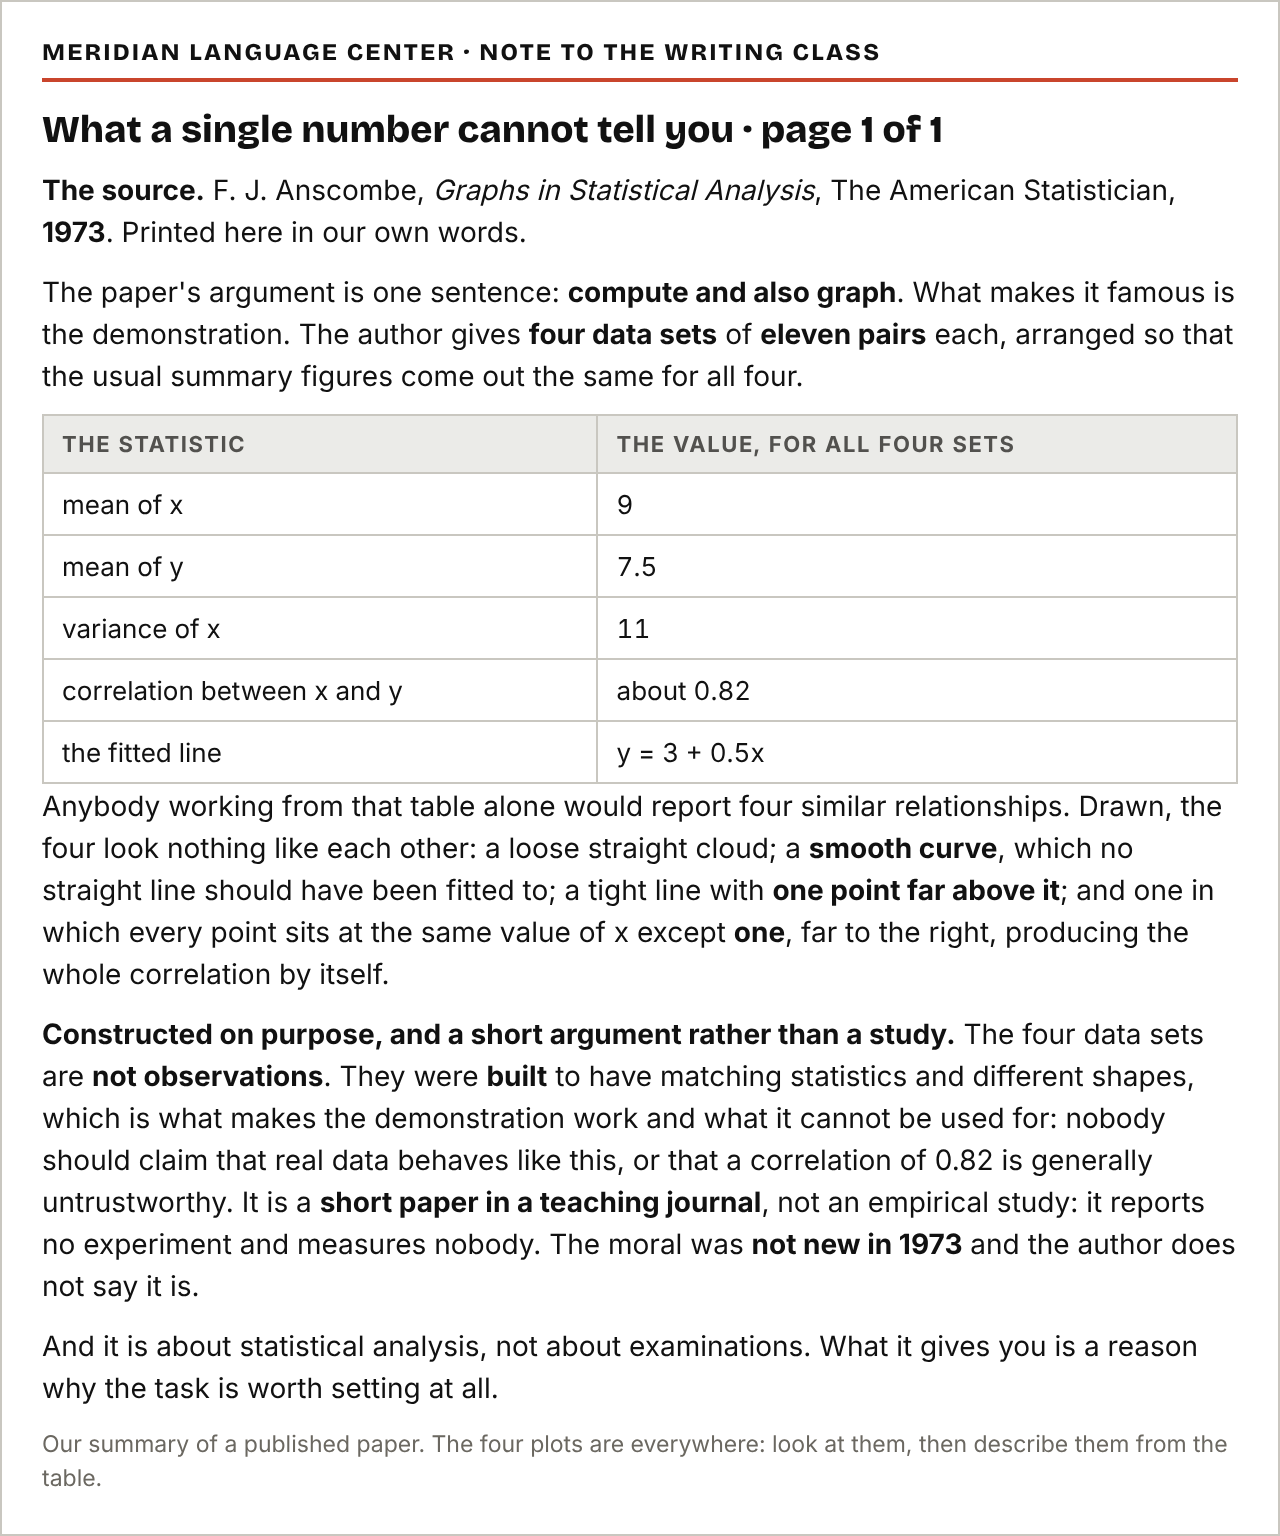 MERIDIAN LANGUAGE CENTER · NOTE TO THE WRITING CLASS
What a single number cannot tell you · page 1 of 1
The source. F. J. Anscombe, Graphs in Statistical Analysis, The American Statistician,
1973. Printed here in our own words.
The paper's argument is one sentence: compute and also graph. What makes it famous is
the demonstration. The author gives four data sets of eleven pairs each, arranged so that
the usual summary figures come out the same for all four.
THE STATISTIC THE VALUE, FOR ALL FOUR SETS
mean of x 9
mean of y 7.5
variance of x 11
correlation between x and y about 0.82
the fitted line y = 3 + 0.5x
Anybody working from that table alone would report four similar relationships. Drawn, the
four look nothing like each other: a loose straight cloud; a smooth curve, which no
straight line should have been fitted to; a tight line with one point far above it; and one in
which every point sits at the same value of x except one, far to the right, producing the
whole correlation by itself.
Constructed on purpose, and a short argument rather than a study. The four data sets
are not observations. They were built to have matching statistics and different shapes,
which is what makes the demonstration work and what it cannot be used for: nobody
should claim that real data behaves like this, or that a correlation of 0.82 is generally
untrustworthy. It is a short paper in a teaching journal, not an empirical study: it reports
no experiment and measures nobody. The moral was not new in 1973 and the author does
not say it is.
And it is about statistical analysis, not about examinations. What it gives you is a reason
why the task is worth setting at all.
Our summary of a published paper. The four plots are everywhere: look at them, then describe them from the
table.